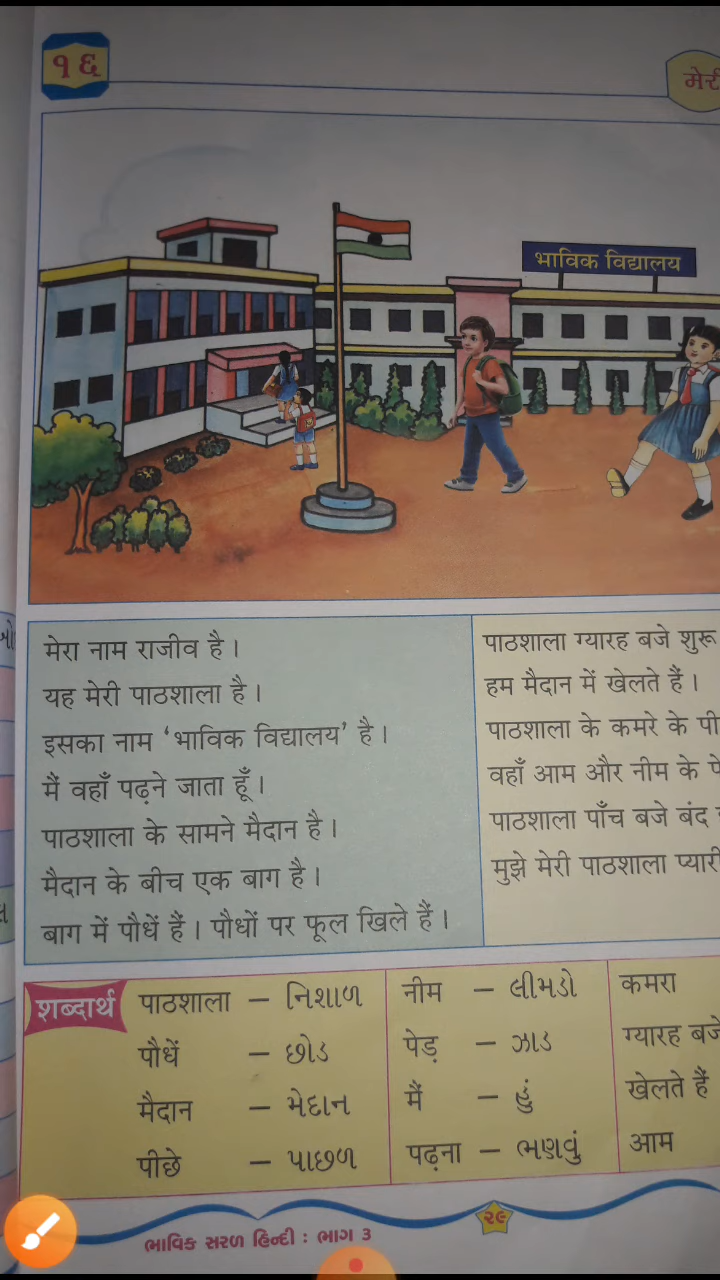 १६
भाविक विद्यालय
मेरा नाम राजीव है।
यह मेरी पाठशाला है।
इसका नाम ‘भाविक विद्यालय’ है।
मैं वहाँ पढ़ने जाता हूँ।
पाठशाला के सामने मैदान है।
मैदान के बीच एक बाग है।
बाग में पौधें हैं। पौधों पर फूल खिले हैं।
पाठशाला ग्यारह बजे शुरू
हम मैदान में खेलते हैं।
पाठशाला के कमरे के
वहाँ आम और नीम के
पाठशाला पाँच बजे बंद
मुझे मेरी पाठशाला प्यारी
शब्दार्थ
पाठशाला – નિશાળ
पौधें – છોડ
मैदान – મેદાન
पीछे – પાછળ
नीम – લીમડો
पेड़ – ઝાડ
मैं – હું
पढ़ना – ભણવું
कमरा
ग्यारह बजे
खेलते हैं
आम
૨૯
ભાવિક સરળ હિન્દી : ભાગ 3